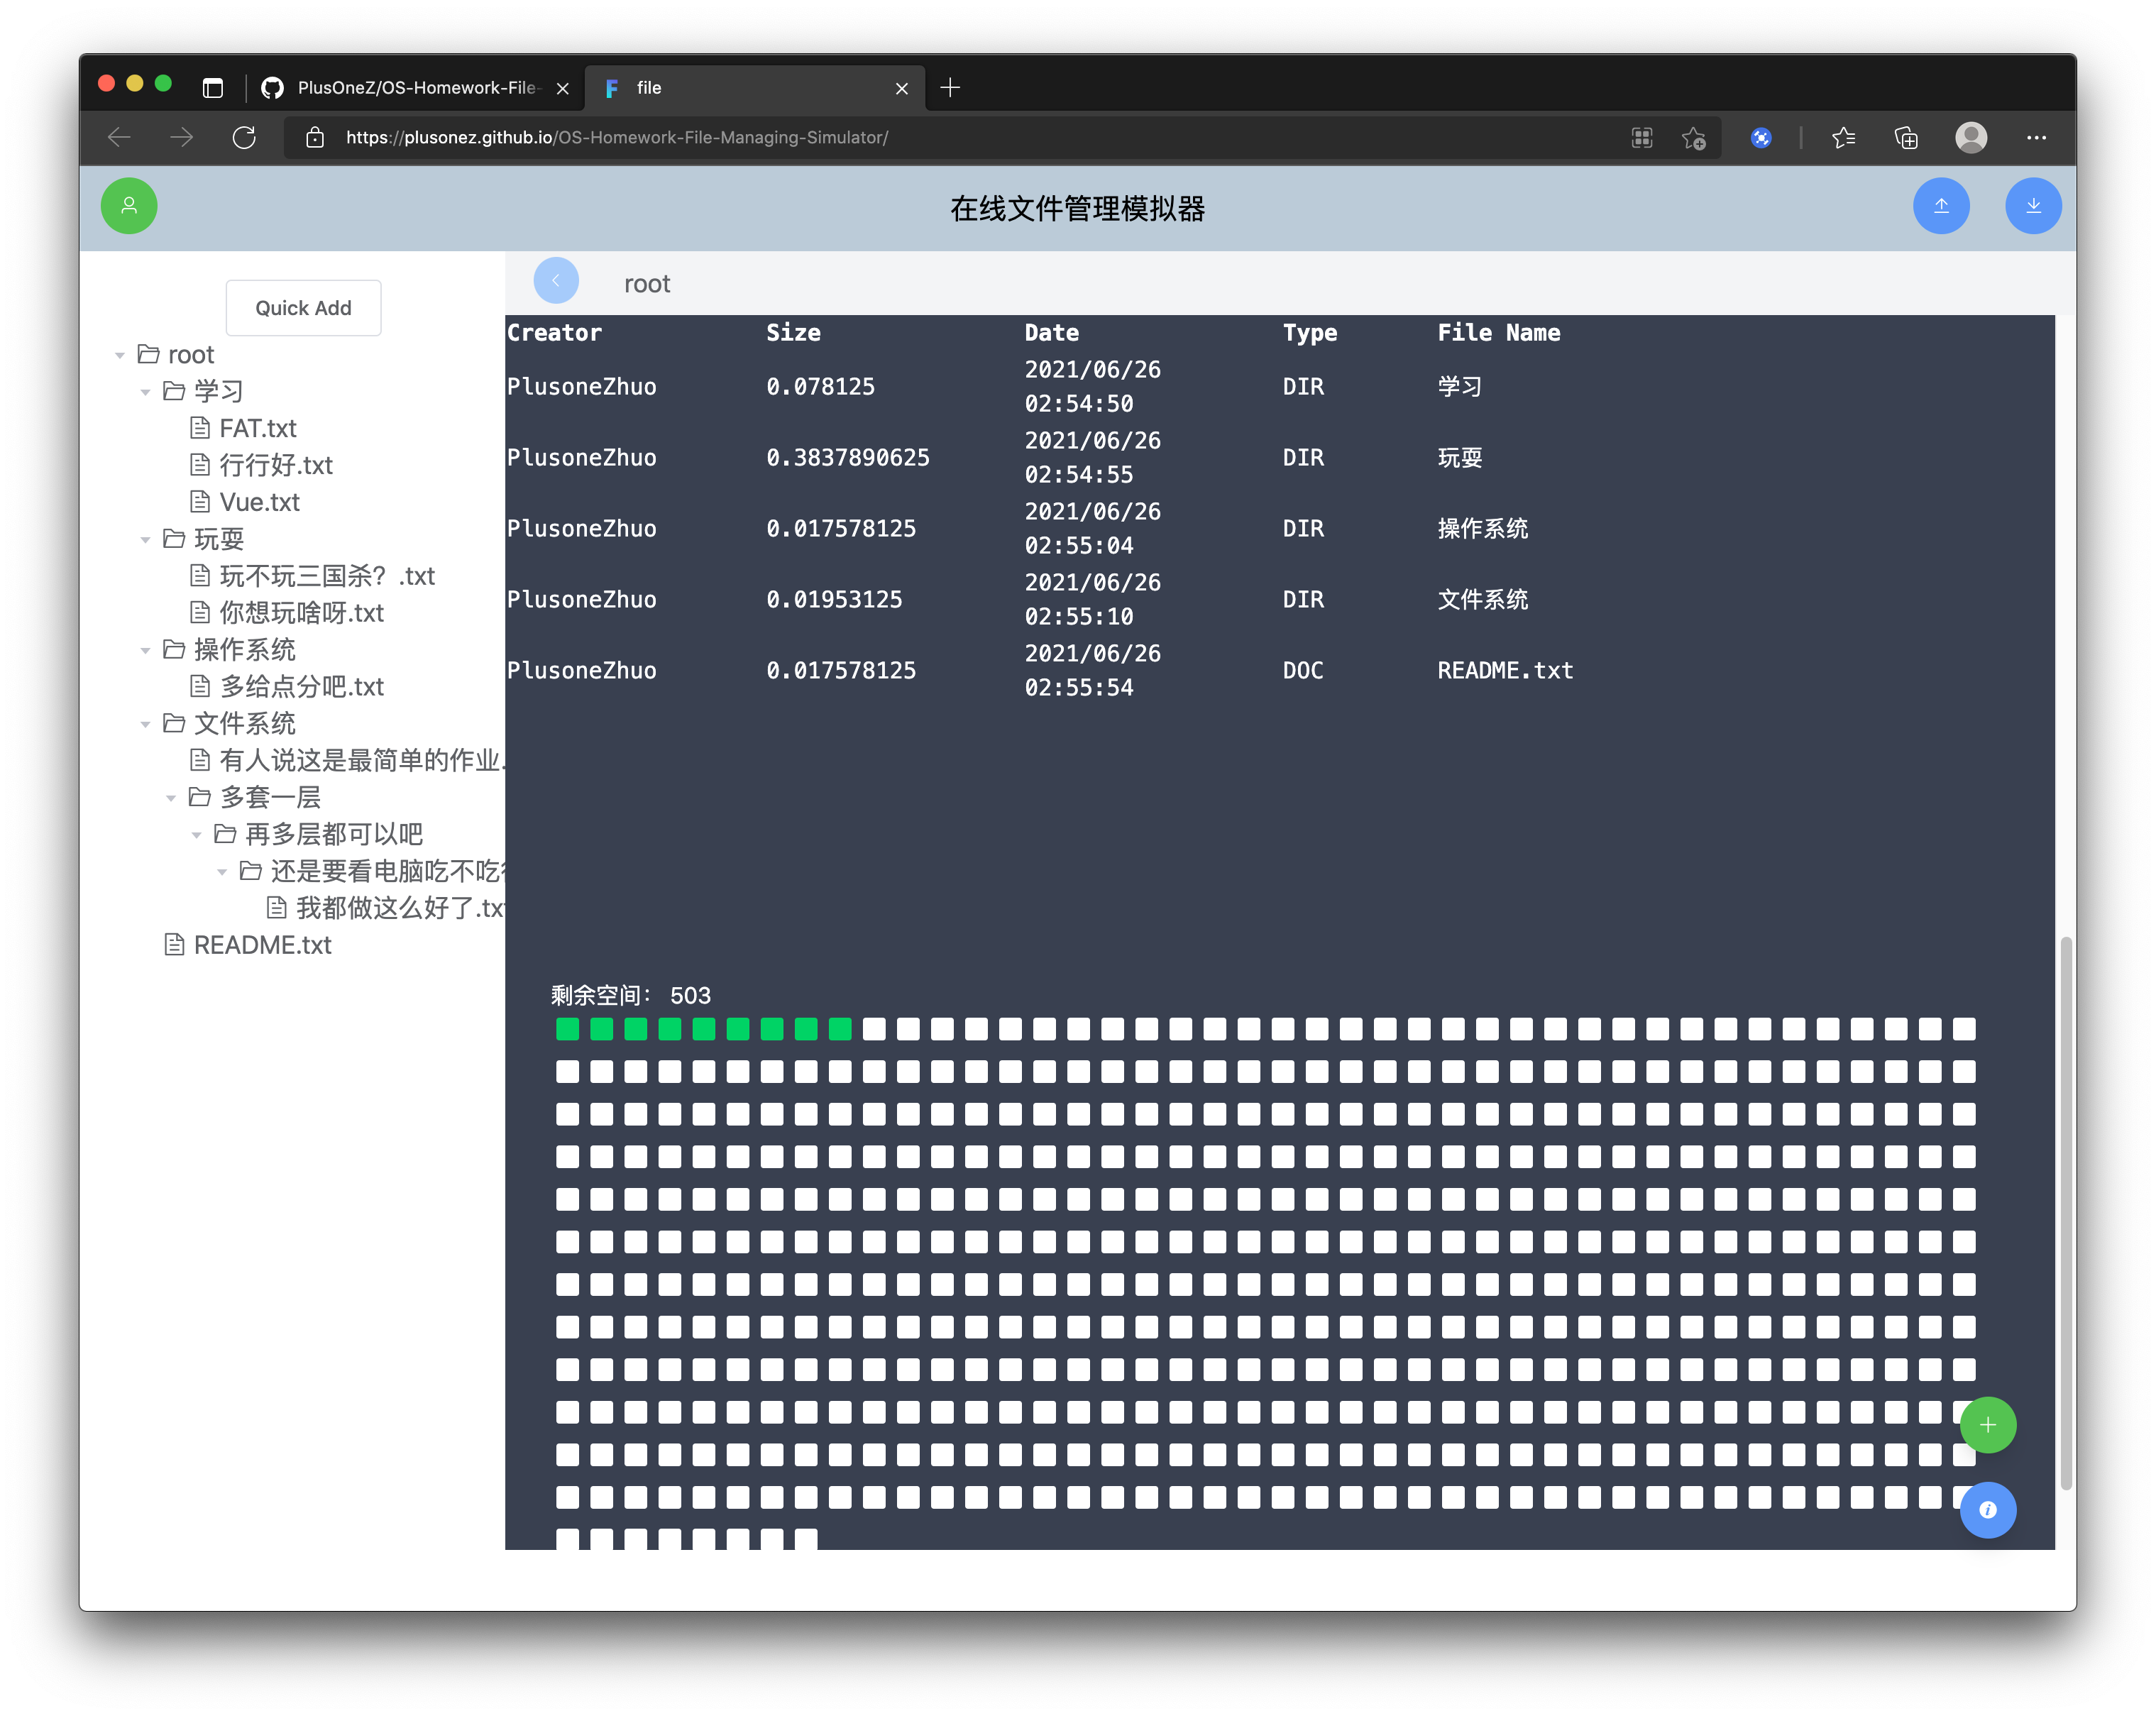 PlusOneZ/OS-Homework-File-
file
https://plusonez.github.io/OS-Homework-File-Managing-Simulator/
在线文件管理模拟器
Quick Add
root
学习
FAT.txt
行行好.txt
Vue.txt
玩耍
玩不玩三国杀？.txt
你想玩啥呀.txt
操作系统
多给点分吧.txt
文件系统
有人说这是最简单的作业.
多套一层
再多层都可以吧
还是要看电脑吃不吃
我都做这么好了.tx
README.txt
root
Creator Size Date Type File Name
PlusoneZhuo 0.078125 2021/06/26 02:54:50 DIR 学习
PlusoneZhuo 0.3837890625 2021/06/26 02:54:55 DIR 玩耍
PlusoneZhuo 0.017578125 2021/06/26 02:55:04 DIR 操作系统
PlusoneZhuo 0.01953125 2021/06/26 02:55:10 DIR 文件系统
PlusoneZhuo 0.017578125 2021/06/26 02:55:54 DOC README.txt
剩余空间： 503